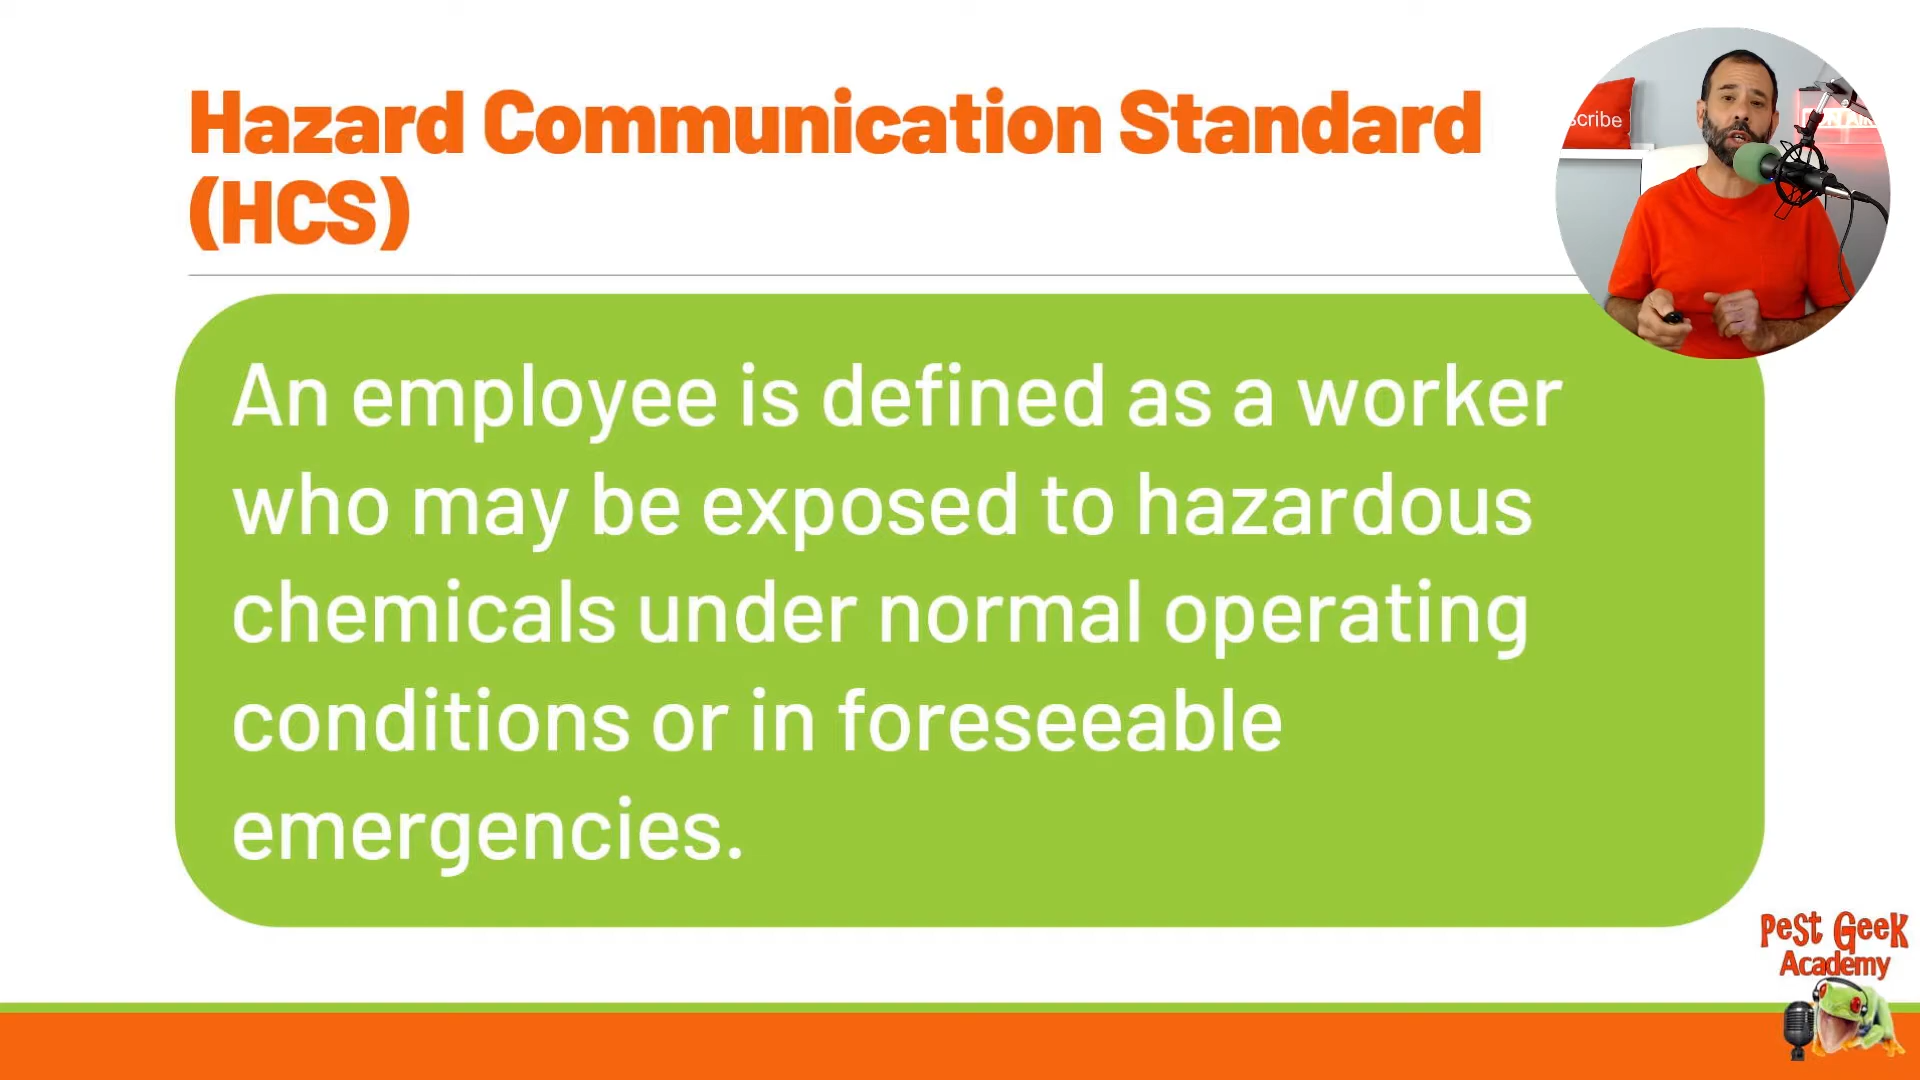 Hazard Communication Standard
(HCS)
cribe
An employee is defined as a worker
who may be exposed to hazardous
chemicals under normal operating
conditions or in foreseeable
emergencies.
Pest Geek
Academy